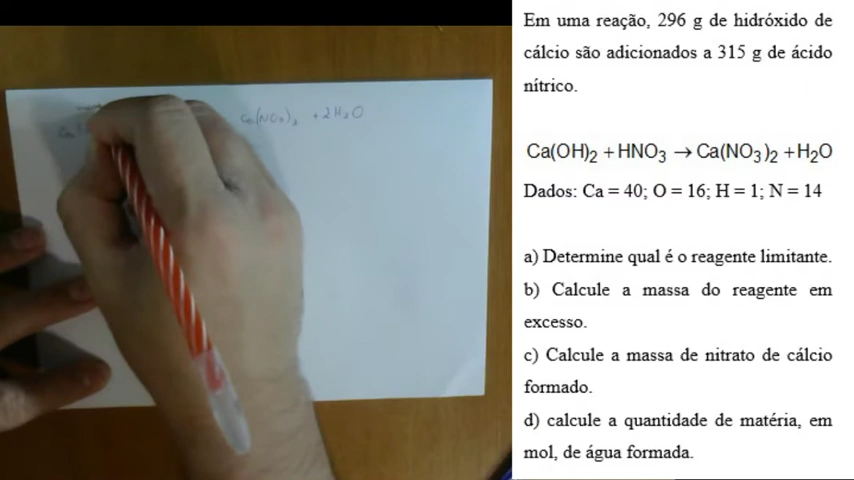 Ca(NO₃)₂ + 2H₂O
Em uma reação, 296 g de hidróxido de
cálcio são adicionados a 315 g de ácido
nítrico.
Ca(OH)₂ + HNO₃ → Ca(NO₃)₂ + H₂O
Dados: Ca = 40; O = 16; H = 1; N = 14
a) Determine qual é o reagente limitante.
b) Calcule a massa do reagente em
excesso.
c) Calcule a massa de nitrato de cálcio
formado.
d) calcule a quantidade de matéria, em
mol, de água formada.